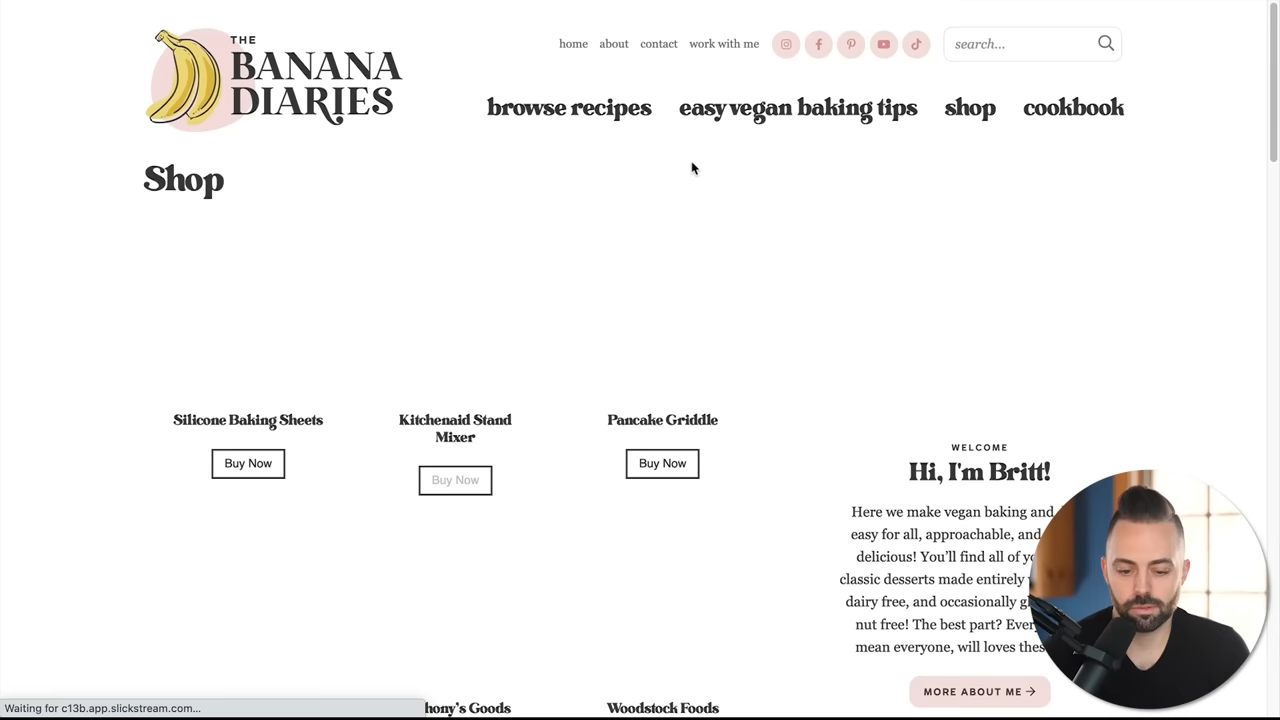 THE
BANANA
DIARIES
home about contact work with me
search...
browse recipes easy vegan baking tips shop cookbook
Shop
Silicone Baking Sheets
Buy Now
Kitchenaid Stand
Mixer
Buy Now
Pancake Griddle
Buy Now
WELCOME
Hi, I'm Britt!
Here we make vegan baking and
easy for all, approachable, and
delicious! You'll find all of
classic desserts made entirely
dairy free, and occasionally
nut free! The best part?
mean everyone, will loves
MORE ABOUT ME →
Goods
Woodstock Foods
Waiting for c13b.app.slickstream.com...